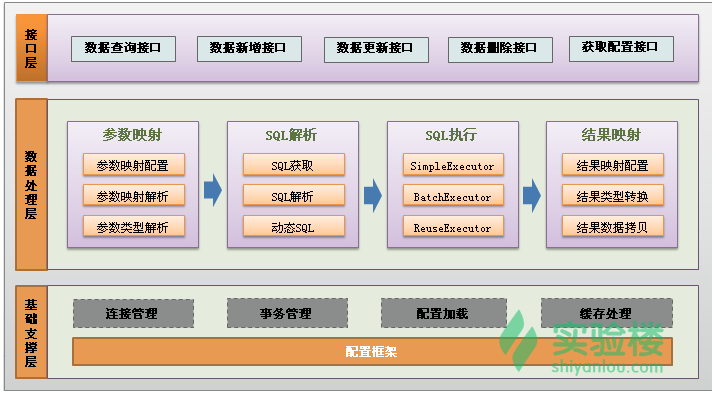 接口层
数据查询接口
数据新增接口
数据更新接口
数据删除接口
获取配置接口
数据处理层
参数映射
参数映射配置
参数映射解析
参数类型解析
SQL解析
SQL获取
SQL解析
动态SQL
SQL执行
SimpleExecutor
BatchExecutor
ReuseExecutor
结果映射
结果映射配置
结果类型转换
结果数据拷贝
基础支撑层
连接管理
事务管理
配置加载
缓存处理
配置框架
实验楼
shiyanlou.com